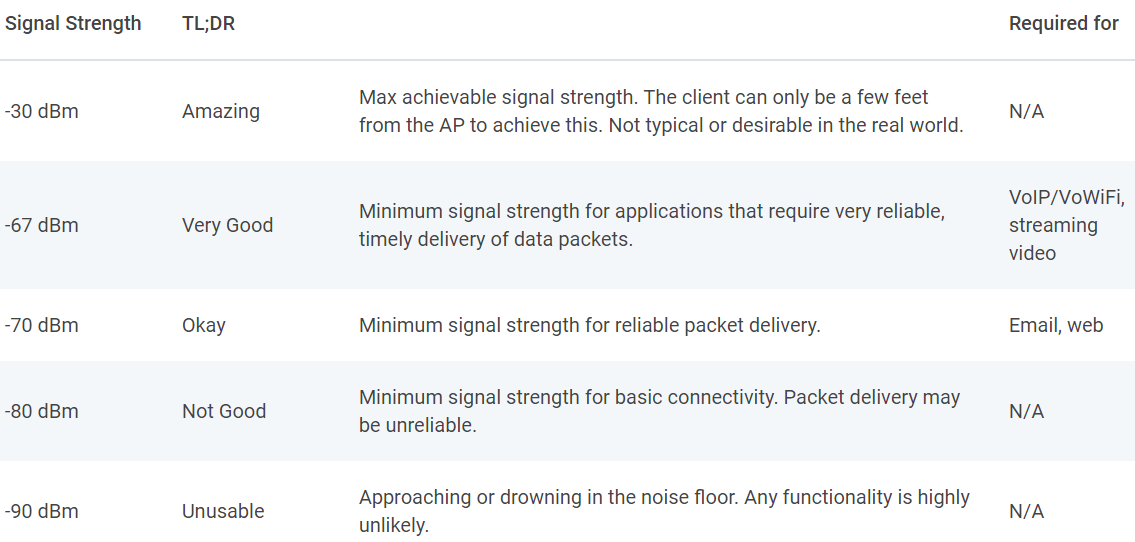 Signal Strength TL;DR Required for
-30 dBm Amazing Max achievable signal strength. The client can only be a few feet
from the AP to achieve this. Not typical or desirable in the real world. N/A
-67 dBm Very Good Minimum signal strength for applications that require very reliable,
timely delivery of data packets. VoIP/VoWiFi,
streaming
video
-70 dBm Okay Minimum signal strength for reliable packet delivery. Email, web
-80 dBm Not Good Minimum signal strength for basic connectivity. Packet delivery may
be unreliable. N/A
-90 dBm Unusable Approaching or drowning in the noise floor. Any functionality is highly
unlikely. N/A